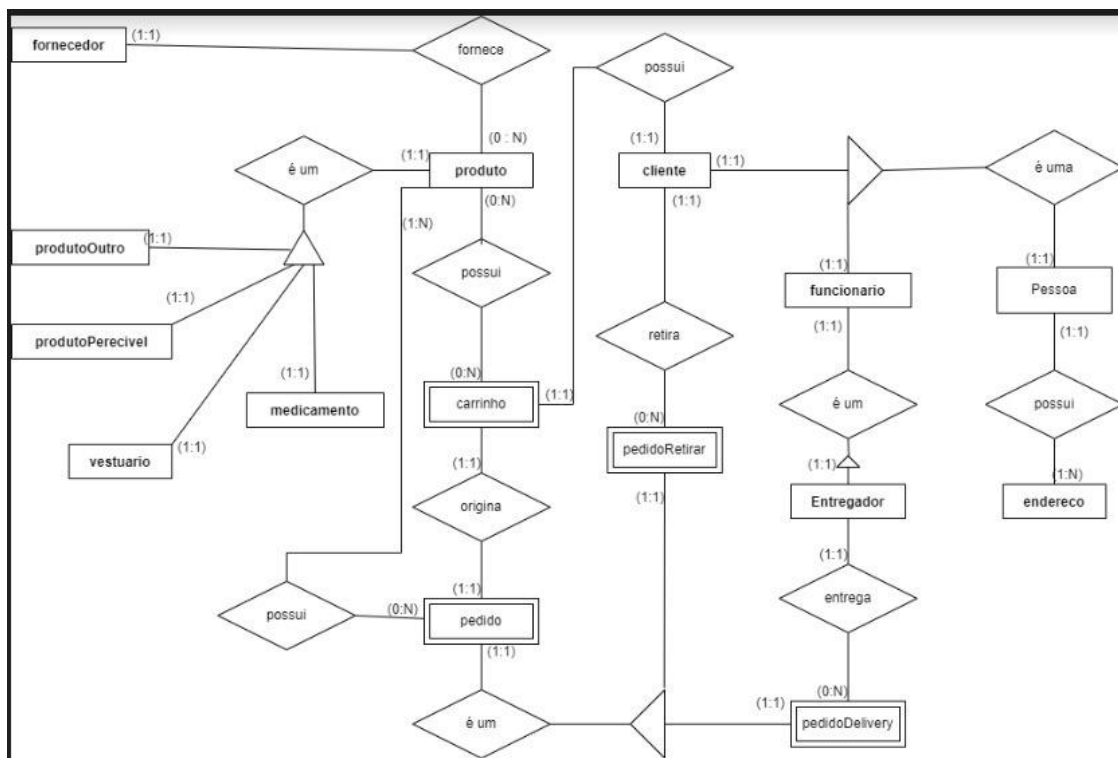 fornecedor
(1:1)
fornece
possui
(0 : N)
(1:1)
(1:1)
é um
(1:1)
produto
cliente
(1:1)
é uma
(0:N)
(1:1)
(1:N)
produtoOutro
(1:1)
possui
(1:1)
(1:1)
funcionario
Pessoa
(1:1)
(1:1)
(1:1)
produtoPerecivel
retira
(1:1)
(0:N)
(1:1)
medicamento
carrinho
é um
possui
(0:N)
(1:1)
vestuario
pedidoRetirar
(1:1)
(1:1)
(1:N)
(1:1)
Entregador
endereco
origina
(1:1)
(1:1)
entrega
possui
(0:N)
pedido
(1:1)
(0:N)
é um
(1:1)
pedidoDelivery